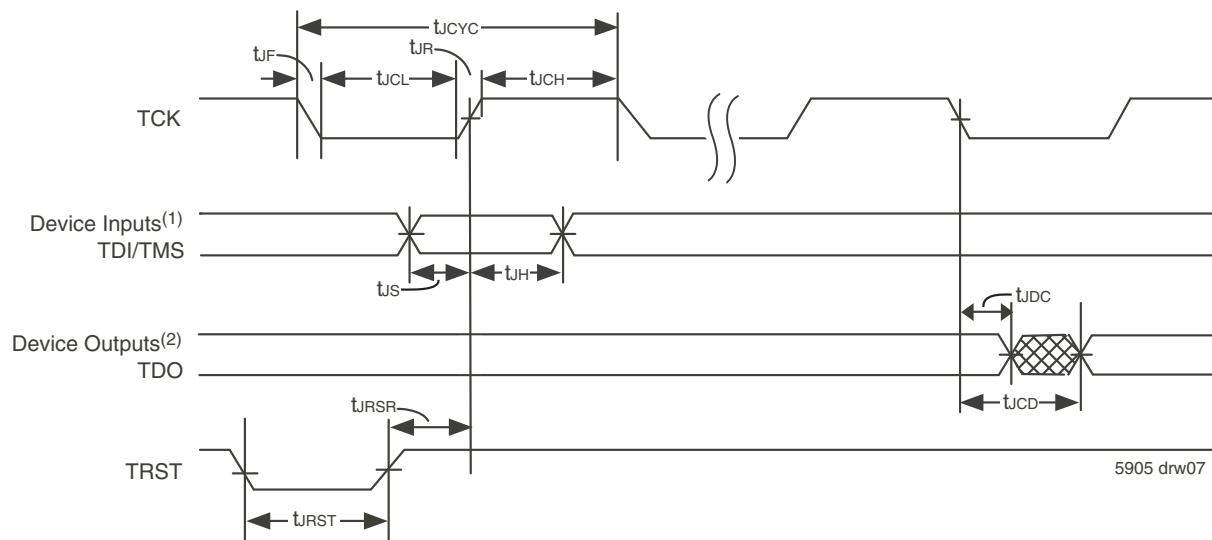 tJCYC
tJF
tJR
tJCL
tJCH
TCK
Device Inputs(1)
TDI/TMS
tJS
tJH
tJDC
Device Outputs(2)
TDO
tJCD
tJRSR
TRST
5905 drw07
tJRST